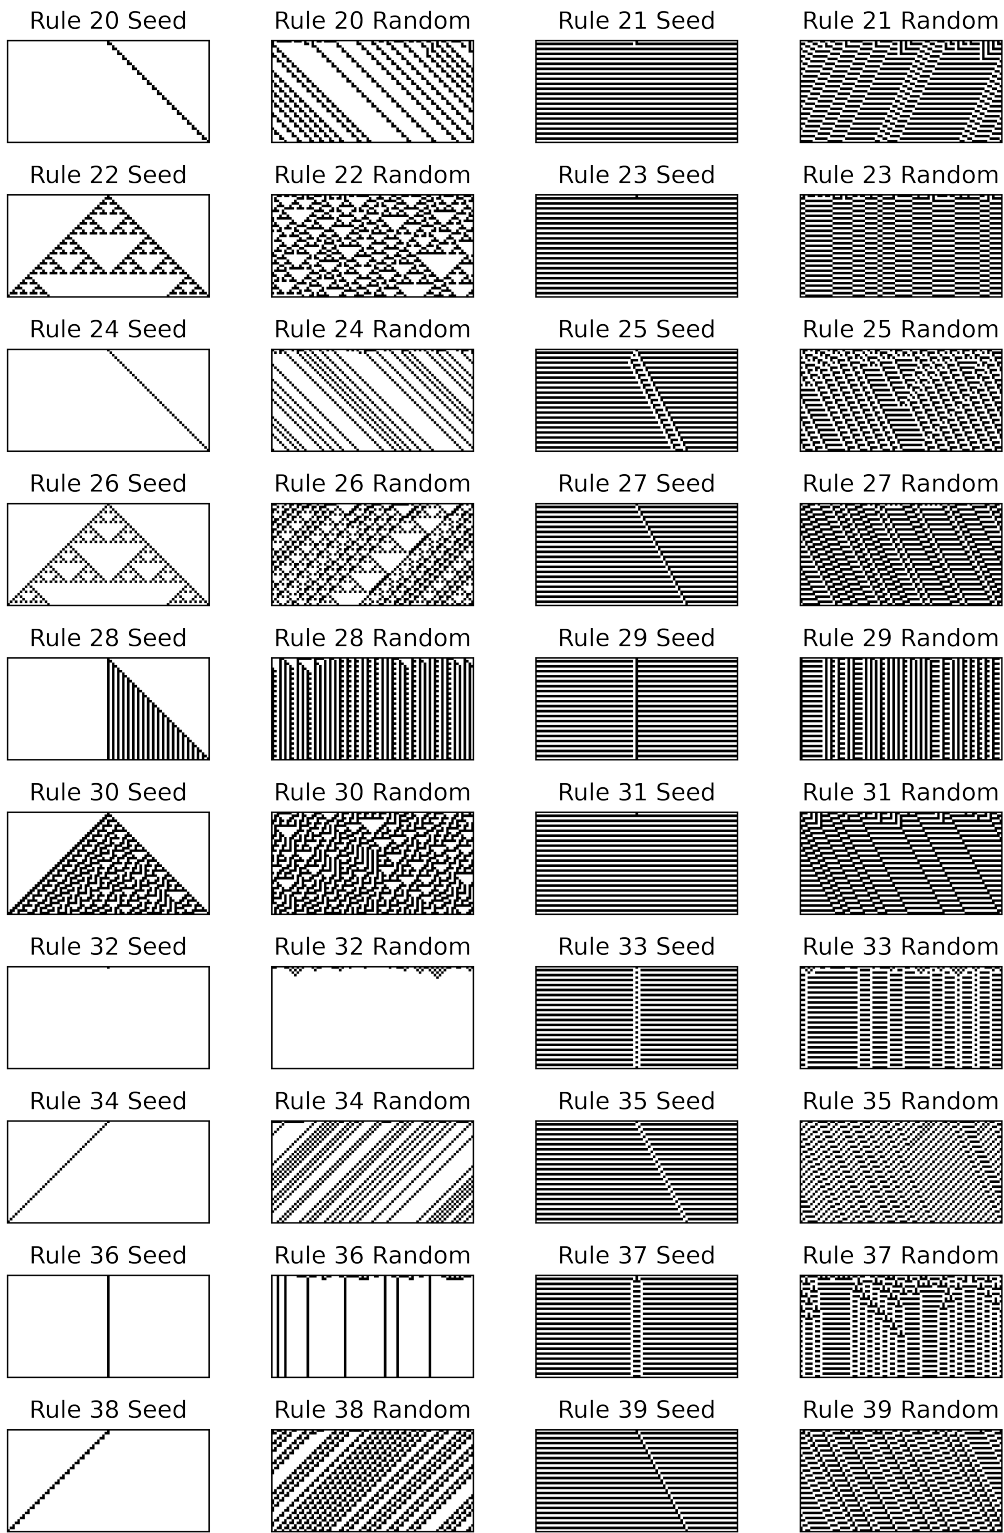 Rule 20 Seed Rule 20 Random Rule 21 Seed Rule 21 Random
Rule 22 Seed Rule 22 Random Rule 23 Seed Rule 23 Random
Rule 24 Seed Rule 24 Random Rule 25 Seed Rule 25 Random
Rule 26 Seed Rule 26 Random Rule 27 Seed Rule 27 Random
Rule 28 Seed Rule 28 Random Rule 29 Seed Rule 29 Random
Rule 30 Seed Rule 30 Random Rule 31 Seed Rule 31 Random
Rule 32 Seed Rule 32 Random Rule 33 Seed Rule 33 Random
Rule 34 Seed Rule 34 Random Rule 35 Seed Rule 35 Random
Rule 36 Seed Rule 36 Random Rule 37 Seed Rule 37 Random
Rule 38 Seed Rule 38 Random Rule 39 Seed Rule 39 Random